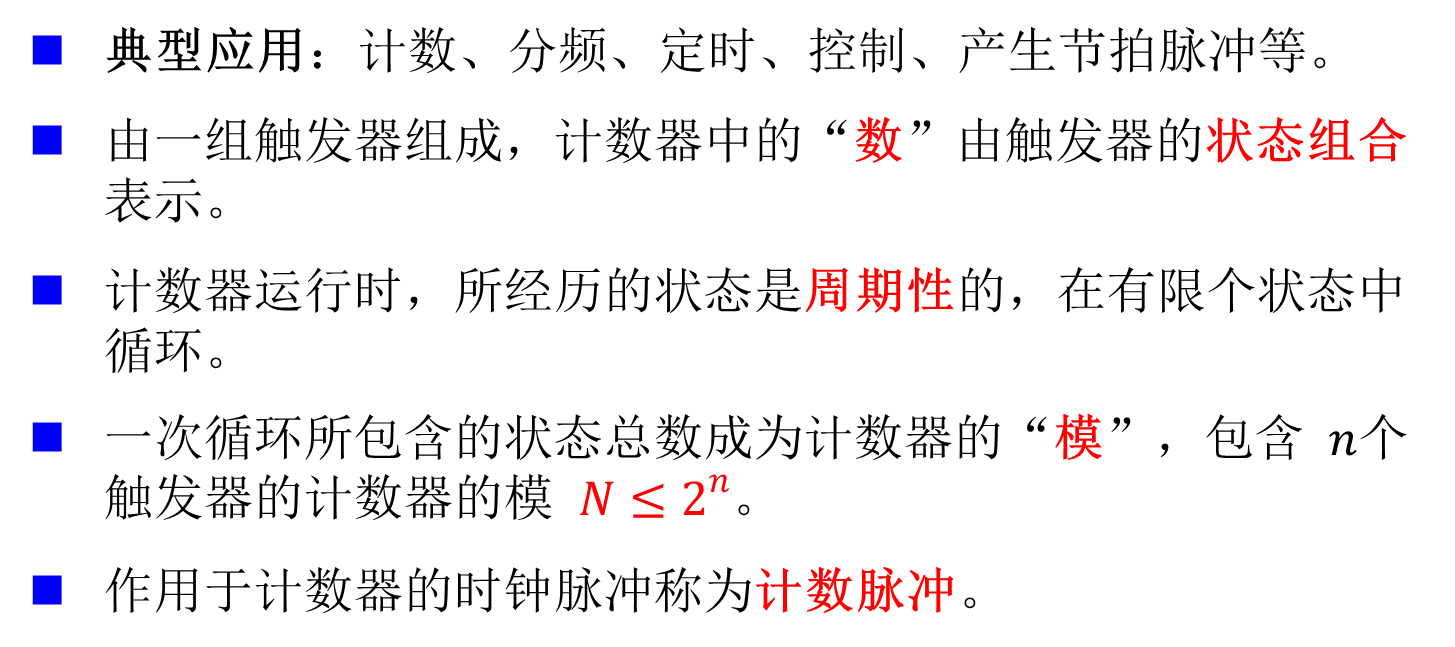 ■ 典型应用：计数、分频、定时、控制、产生节拍脉冲等。
■ 由一组触发器组成，计数器中的“数”由触发器的状态组合
表示。
■ 计数器运行时，所经历的状态是周期性的，在有限个状态中
循环。
■ 一次循环所包含的状态总数成为计数器的“模”，包含 n个
触发器的计数器的模 N ≤ 2ⁿ。
■ 作用于计数器的时钟脉冲称为计数脉冲。